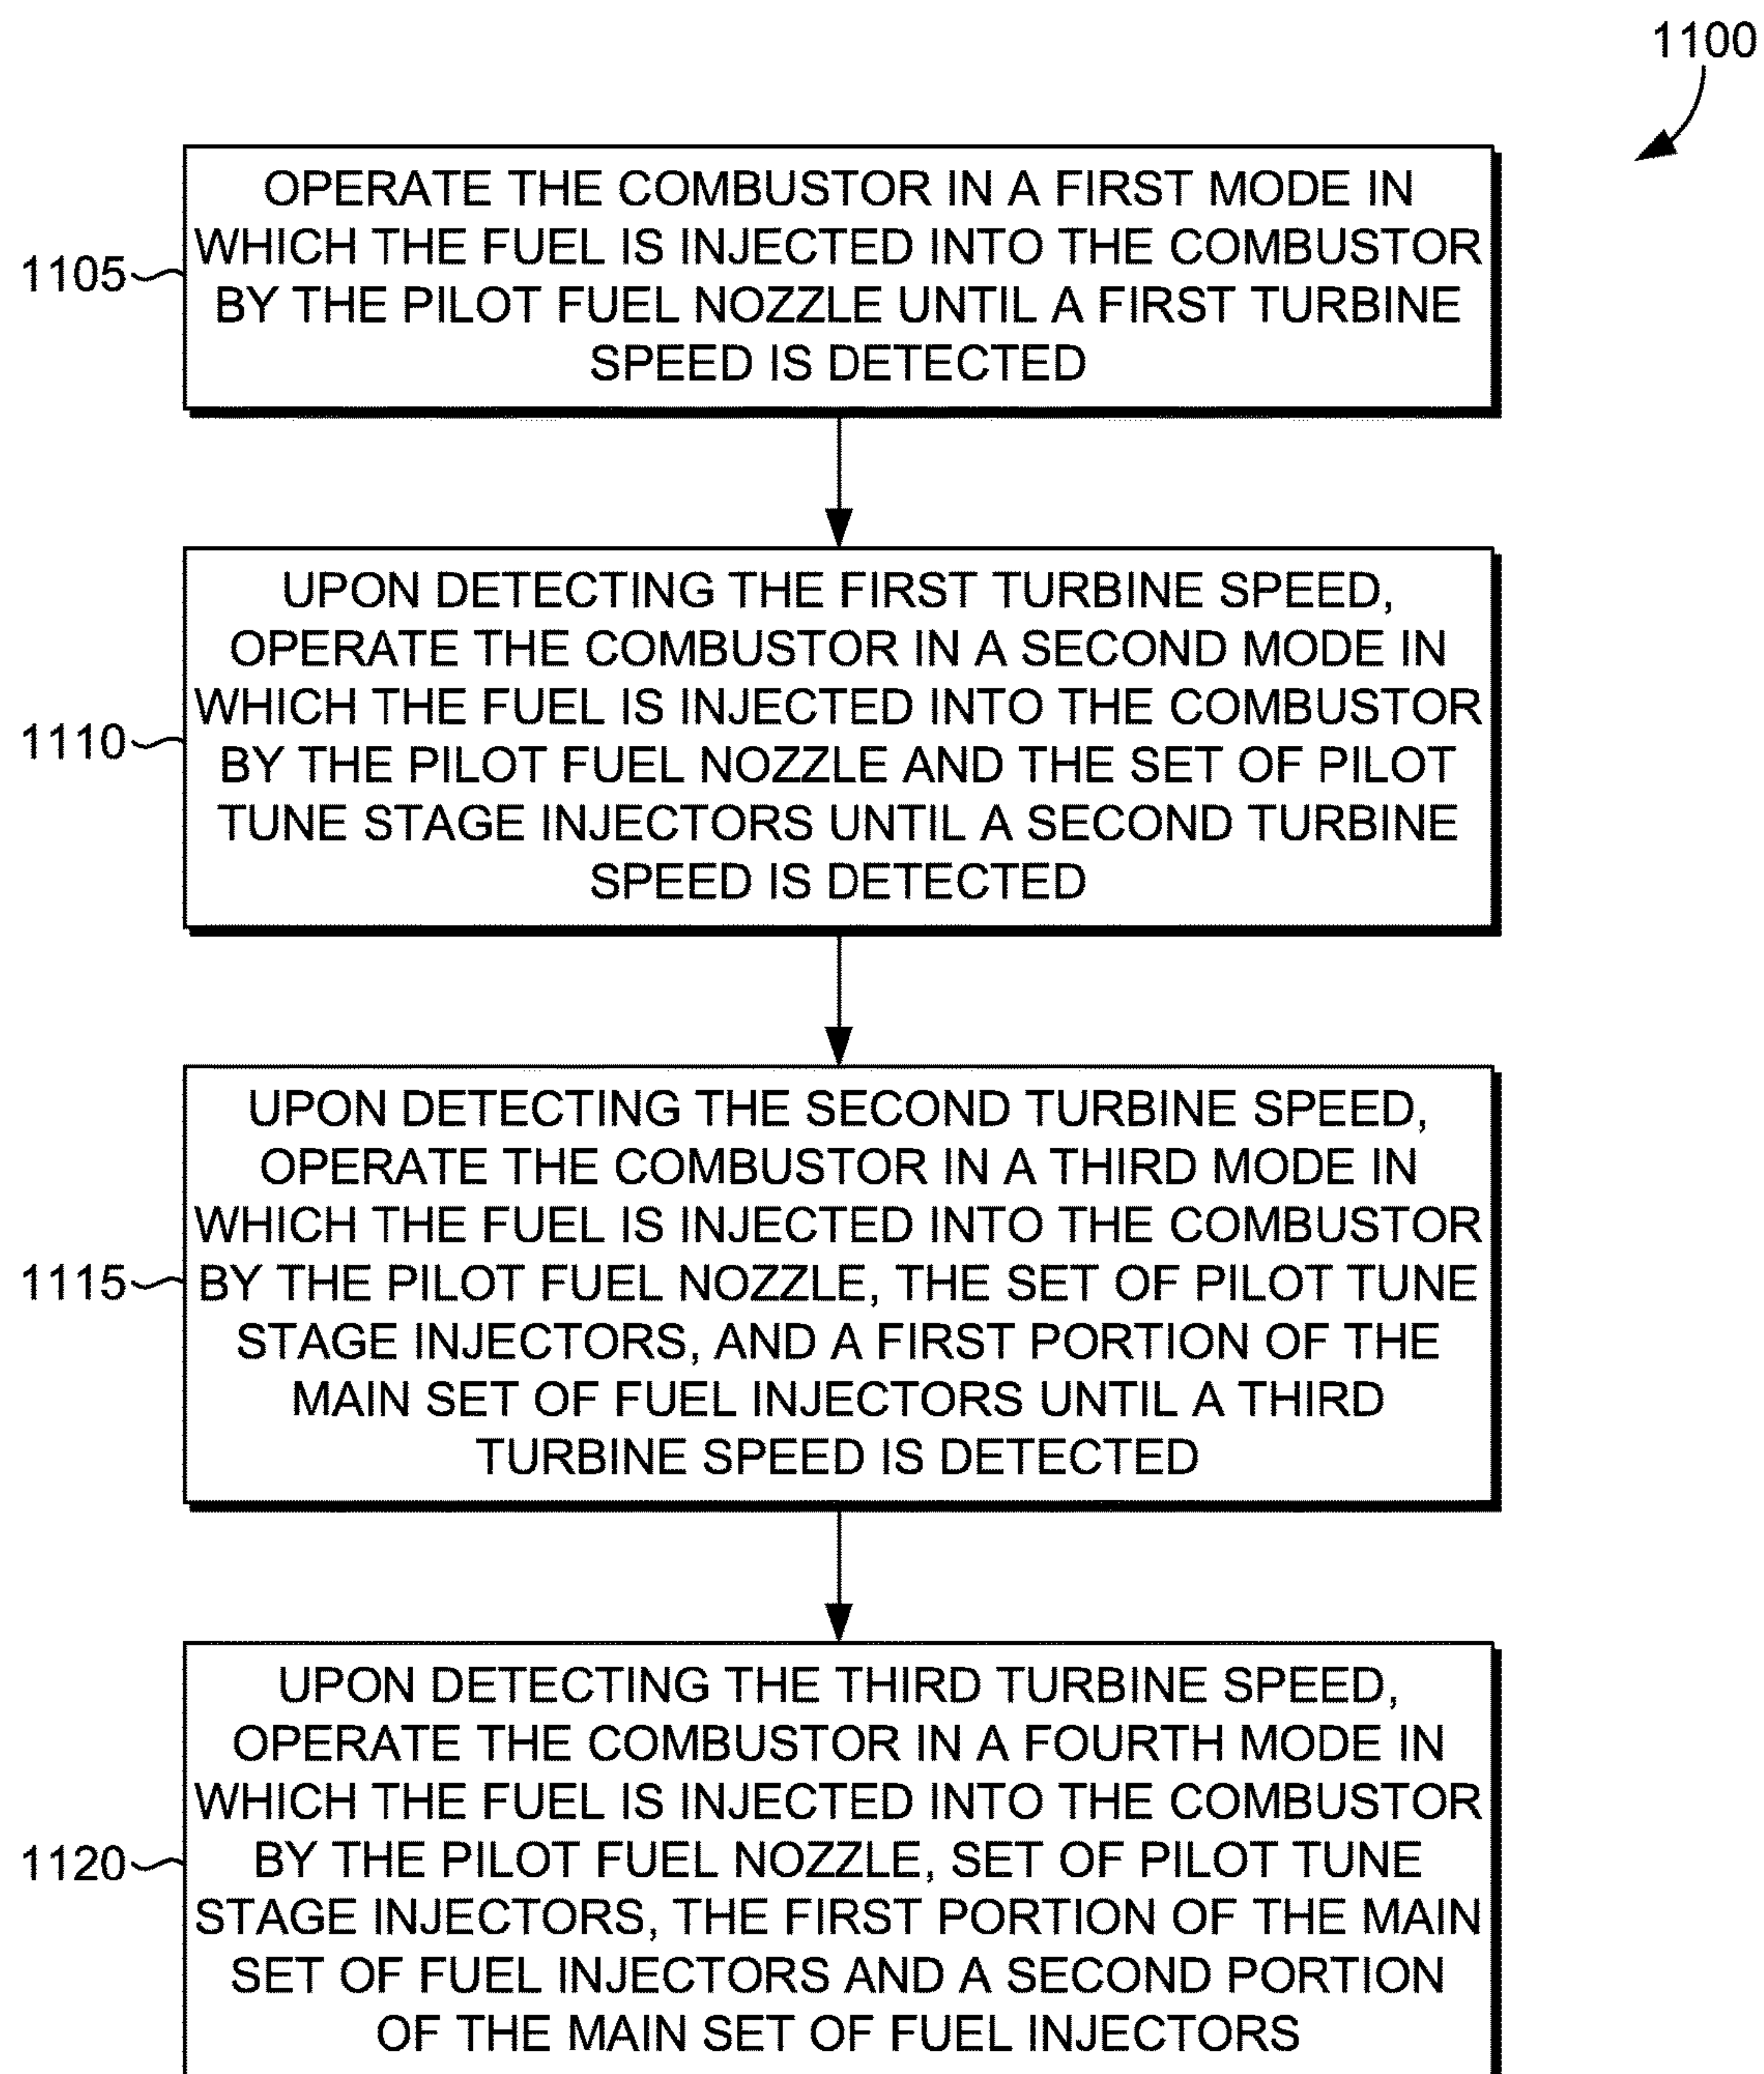 1100
OPERATE THE COMBUSTOR IN A FIRST MODE IN
WHICH THE FUEL IS INJECTED INTO THE COMBUSTOR
BY THE PILOT FUEL NOZZLE UNTIL A FIRST TURBINE
SPEED IS DETECTED
1105
UPON DETECTING THE FIRST TURBINE SPEED,
OPERATE THE COMBUSTOR IN A SECOND MODE IN
WHICH THE FUEL IS INJECTED INTO THE COMBUSTOR
BY THE PILOT FUEL NOZZLE AND THE SET OF PILOT
TUNE STAGE INJECTORS UNTIL A SECOND TURBINE
SPEED IS DETECTED
1110
UPON DETECTING THE SECOND TURBINE SPEED,
OPERATE THE COMBUSTOR IN A THIRD MODE IN
WHICH THE FUEL IS INJECTED INTO THE COMBUSTOR
BY THE PILOT FUEL NOZZLE, THE SET OF PILOT TUNE
STAGE INJECTORS, AND A FIRST PORTION OF THE
MAIN SET OF FUEL INJECTORS UNTIL A THIRD
TURBINE SPEED IS DETECTED
1115
UPON DETECTING THE THIRD TURBINE SPEED,
OPERATE THE COMBUSTOR IN A FOURTH MODE IN
WHICH THE FUEL IS INJECTED INTO THE COMBUSTOR
BY THE PILOT FUEL NOZZLE, SET OF PILOT TUNE
STAGE INJECTORS, THE FIRST PORTION OF THE MAIN
SET OF FUEL INJECTORS AND A SECOND PORTION
OF THE MAIN SET OF FUEL INJECTORS
1120